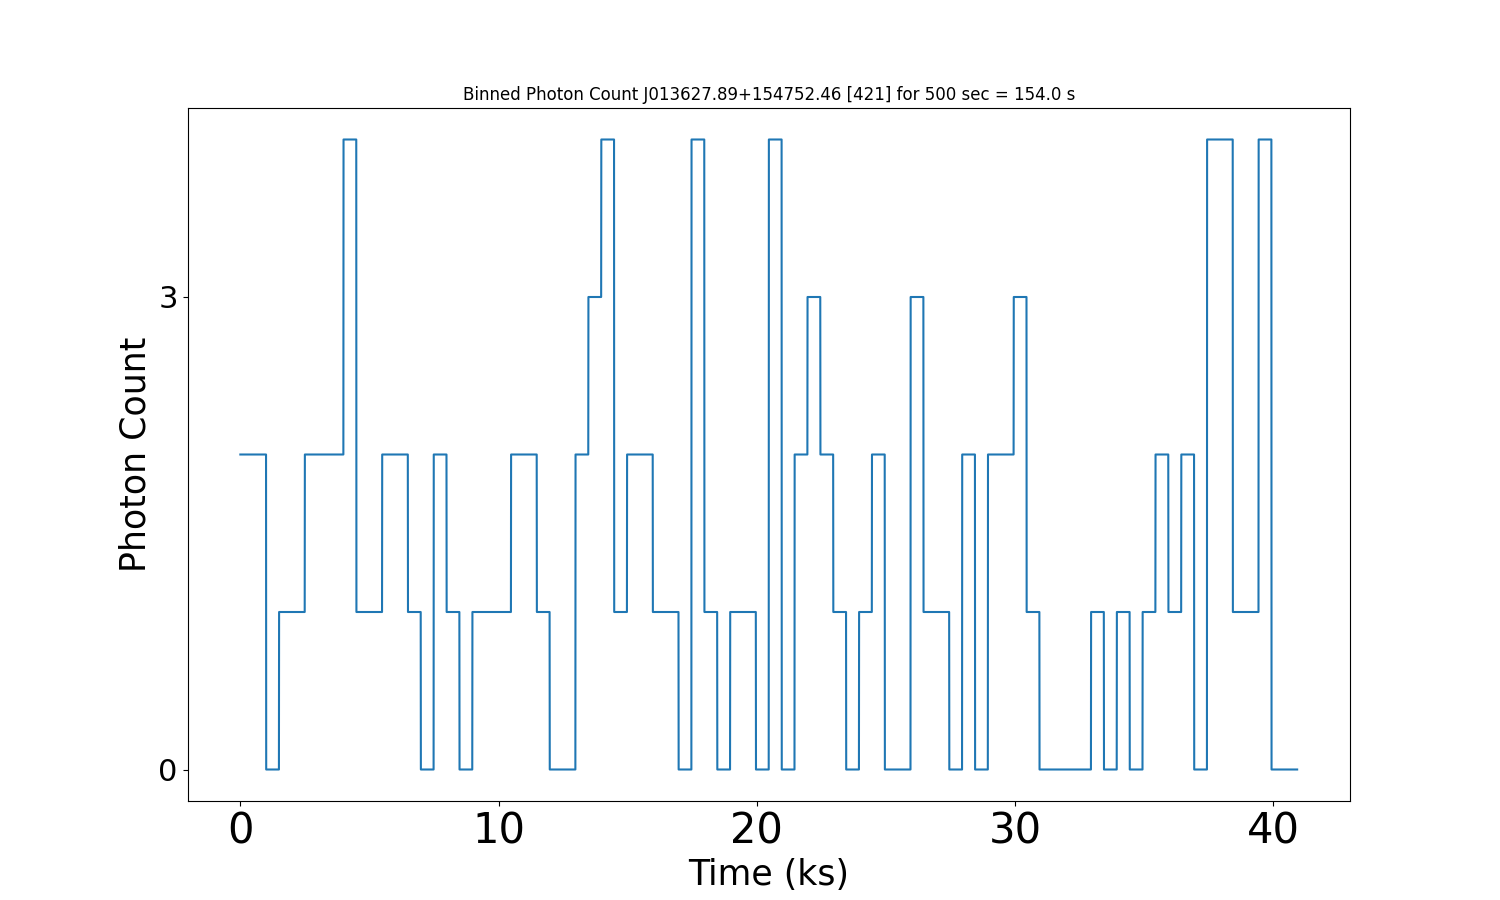 Binned Photon Count J013627.89+154752.46 [421] for 500 sec = 154.0 s
3
0
Photon Count
0 10 20 30 40
Time (ks)